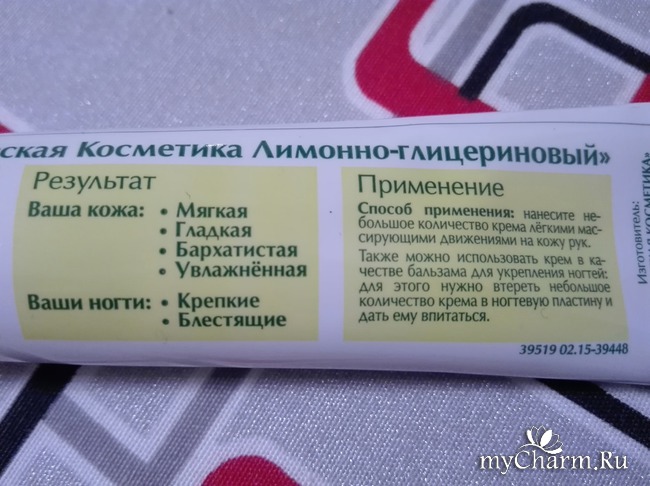 ская Косметика Лимонно-глицериновый»
Результат
Ваша кожа: • Мягкая
• Гладкая
• Бархатистая
• Увлажнённая
Ваши ногти: • Крепкие
• Блестящие
Применение
Способ применения: нанесите не-
большое количество крема лёгкими мас-
сирующими движениями на кожу рук.
Также можно использовать крем в ка-
честве бальзама для укрепления ногтей:
для этого нужно втереть небольшое
количество крема в ногтевую пластину и
дать ему впитаться.
39519 02.15-39448
Изготовитель:
КОСМЕТИКА»
myCharm.Ru